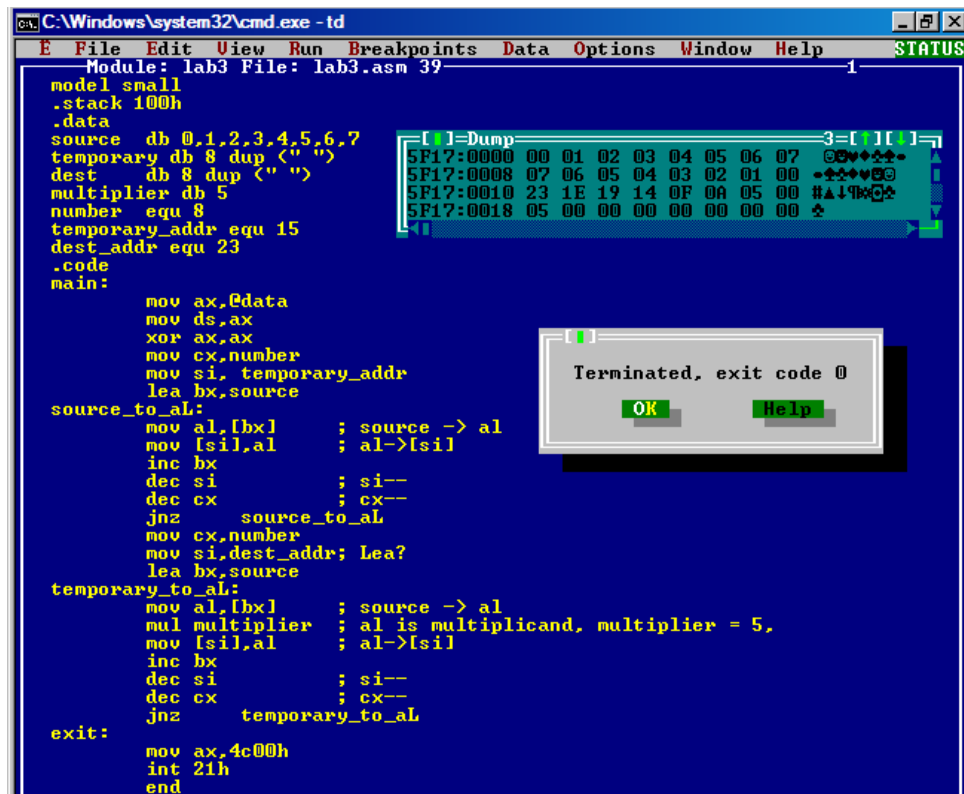 C:\Windows\system32\cmd.exe - td
É File Edit View Run Breakpoints Data Options Window Help STATUS
Module: lab3 File: lab3.asm 39 1
model small
.stack 100h
.data
source db 0,1,2,3,4,5,6,7
temporary db 8 dup (" ")
dest db 8 dup (" ")
multiplier db 5
number equ 8
temporary_addr equ 15
dest_addr equ 23
.code
main:
mov ax,@data
mov ds,ax
xor ax,ax
mov cx,number
mov si, temporary_addr
lea bx,source
source_to_aL:
mov al,[bx] ; source -> al
mov [si],al ; al->[si]
inc bx
dec si ; si--
dec cx ; cx--
jnz source_to_aL
mov cx,number
mov si,dest_addr; Lea?
lea bx,source
temporary_to_aL:
mov al,[bx] ; source -> al
mul multiplier ; al is multiplicand, multiplier = 5,
mov [si],al ; al->[si]
inc bx
dec si ; si--
dec cx ; cx--
jnz temporary_to_aL
exit:
mov ax,4c00h
int 21h
end
[▮]=Dump 3=[↑][↓]
5F17:0000 00 01 02 03 04 05 06 07 ☺☻♥♦♣♠•
5F17:0008 07 06 05 04 03 02 01 00 •♠♣♦♥☻☺
5F17:0010 23 1E 19 14 0F 0A 05 00 #▲↓¶☼◙♣
5F17:0018 05 00 00 00 00 00 00 00 ♣
[▮]
Terminated, exit code 0
OK Help